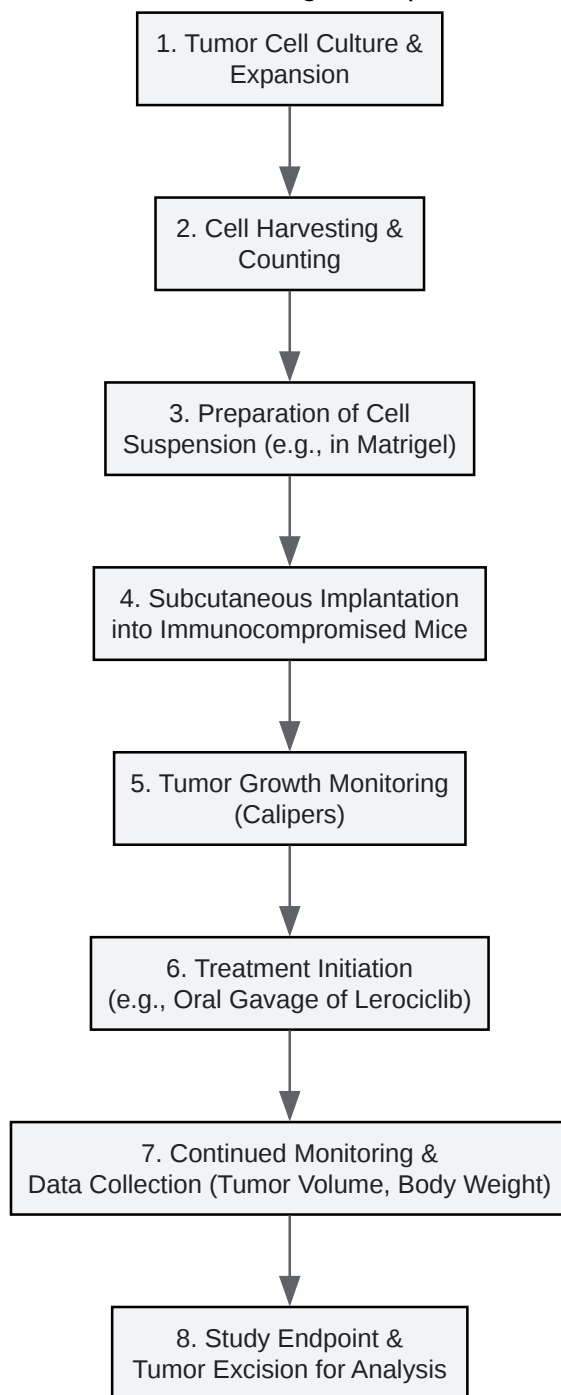 1. Tumor Cell Culture &
Expansion
2. Cell Harvesting &
Counting
3. Preparation of Cell
Suspension (e.g., in Matrigel)
4. Subcutaneous Implantation
into Immunocompromised Mice
5. Tumor Growth Monitoring
(Calipers)
6. Treatment Initiation
(e.g., Oral Gavage of Lerociclib)
7. Continued Monitoring &
Data Collection (Tumor Volume, Body Weight)
8. Study Endpoint &
Tumor Excision for Analysis